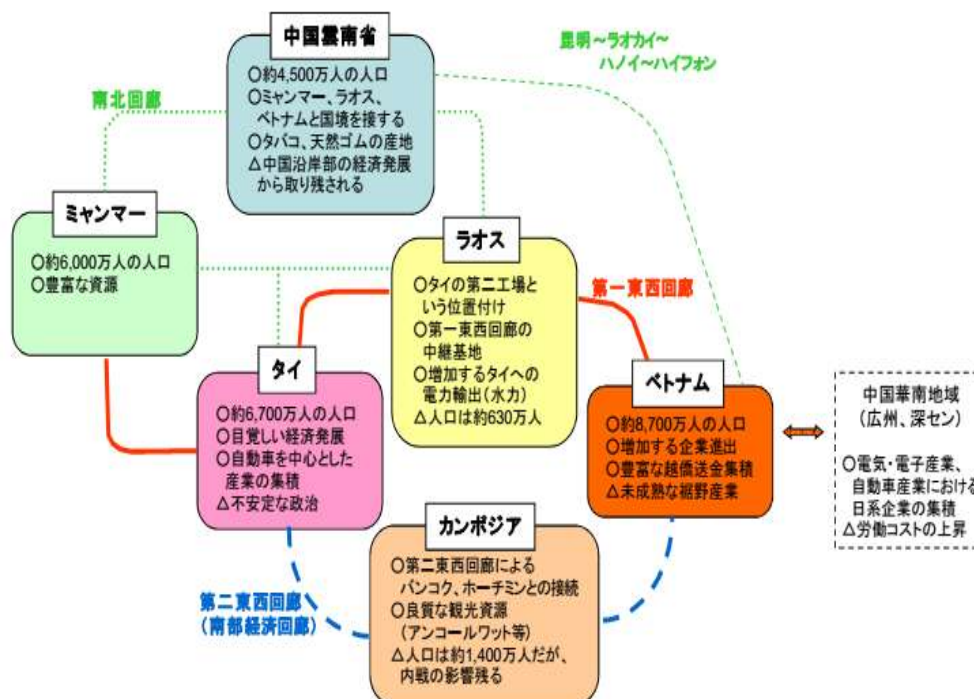 中国雲南省
○約4,500万人の人口
○ミャンマー、ラオス、
ベトナムと国境を接する
○タバコ、天然ゴムの産地
△中国沿岸部の経済発展
から取り残される
昆明～ラオカイ～
ハノイ～ハイフォン
南北回廊
ミャンマー
○約6,000万人の人口
○豊富な資源
ラオス
○タイの第二工場と
いう位置付け
○第一東西回廊の
中継基地
○増加するタイへの
電力輸出(水力)
△人口は約630万人
第一東西回廊
タイ
○約6,700万人の人口
○目覚しい経済発展
○自動車を中心とした
産業の集積
△不安定な政治
ベトナム
○約8,700万人の人口
○増加する企業進出
○豊富な越僑送金集積
△未成熟な裾野産業
中国華南地域
(広州、深セン)
○電気・電子産業、
自動車産業における
日系企業の集積
△労働コストの上昇
カンボジア
○第二東西回廊による
バンコク、ホーチミンとの接続
○良質な観光資源
(アンコールワット等)
△人口は約1,400万人だが、
内戦の影響残る
第二東西回廊
(南部経済回廊)